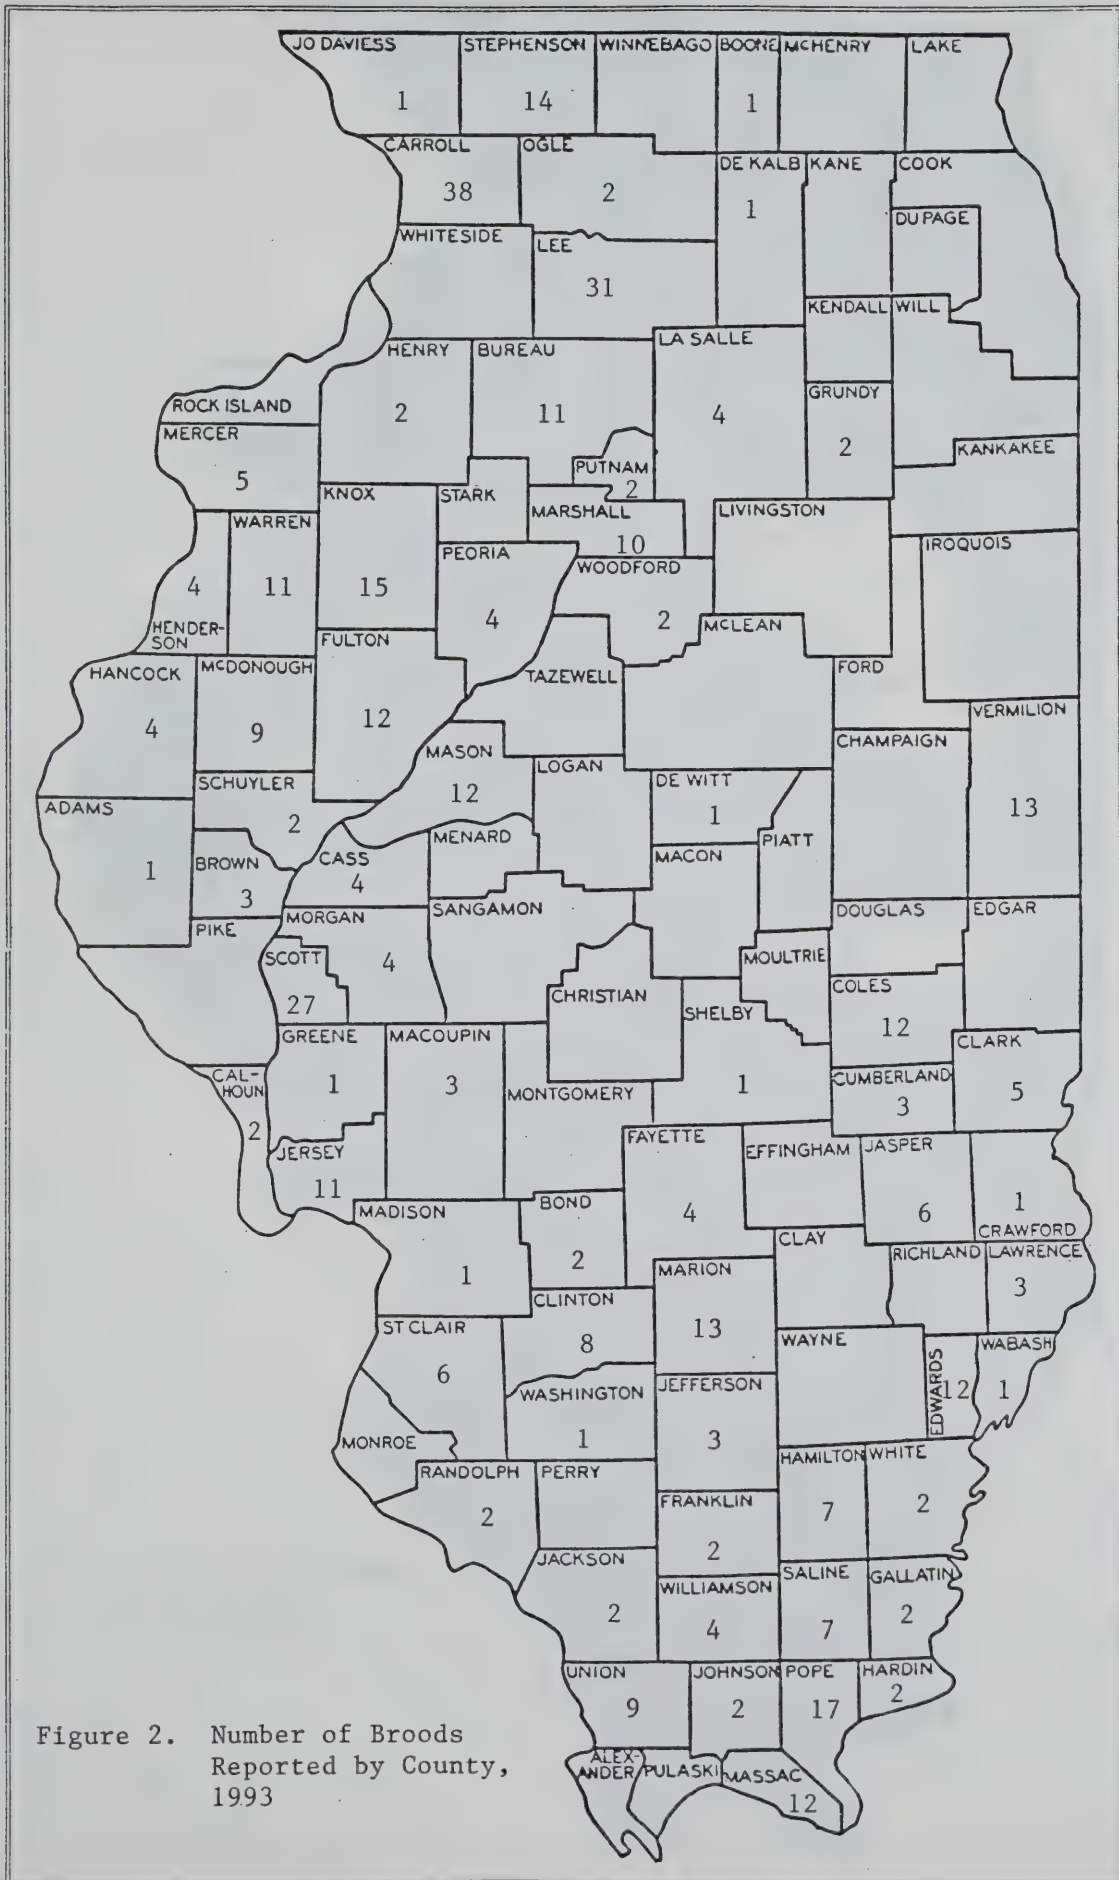 JO DAVIESS STEPHENSON WINNEBAGO BOONE MCHENRY LAKE
1 14 1
CARROLL OGLE DE KALB KANE COOK
38 2 1
DU PAGE
WHITESIDE LEE
31
KENDALL WILL
HENRY BUREAU LA SALLE
2 11 4
GRUNDY
2
ROCK ISLAND
MERCER
5
KANKAKEE
PUTNAM
2
KNOX STARK
15
MARSHALL LIVINGSTON
10
WARREN
11
IROQUOIS
PEORIA
4
WOODFORD
2
4
HENDER-
SON
MCLEAN
FULTON
12
HANCOCK MCDONOUGH
4 9
TAZEWELL
FORD
VERMILION
13
CHAMPAIGN
MASON
12
LOGAN
DE WITT
1
SCHUYLER
2
ADAMS
1
MENARD
PIATT
MACON
BROWN
3
CASS
4
PIKE
MORGAN
4
SANGAMON
DOUGLAS EDGAR
SCOTT
27
MOULTRIE
CHRISTIAN
COLES
12
SHELBY
1
GREENE MACOUPIN
1 3
CLARK
5
CAL-
HOUN
2
MONTGOMERY
CUMBERLAND
3
FAYETTE
4
EFFINGHAM JASPER
6
JERSEY
11
1
CRAWFORD
MADISON
1
BOND
2
CLAY
RICHLAND LAWRENCE
3
MARION
13
CLINTON
8
ST CLAIR
6
WAYNE
WABASH
1
EDWARDS
12
JEFFERSON
3
WASHINGTON
1
MONROE
HAMILTON WHITE
7 2
RANDOLPH PERRY
2
FRANKLIN
2
JACKSON
2
SALINE GALLATIN
7 2
WILLIAMSON
4
UNION JOHNSON POPE HARDIN
9 2 17 2
ALEX-
ANDER PULASKI MASSAC
12
Figure 2. Number of Broods
Reported by County,
1993